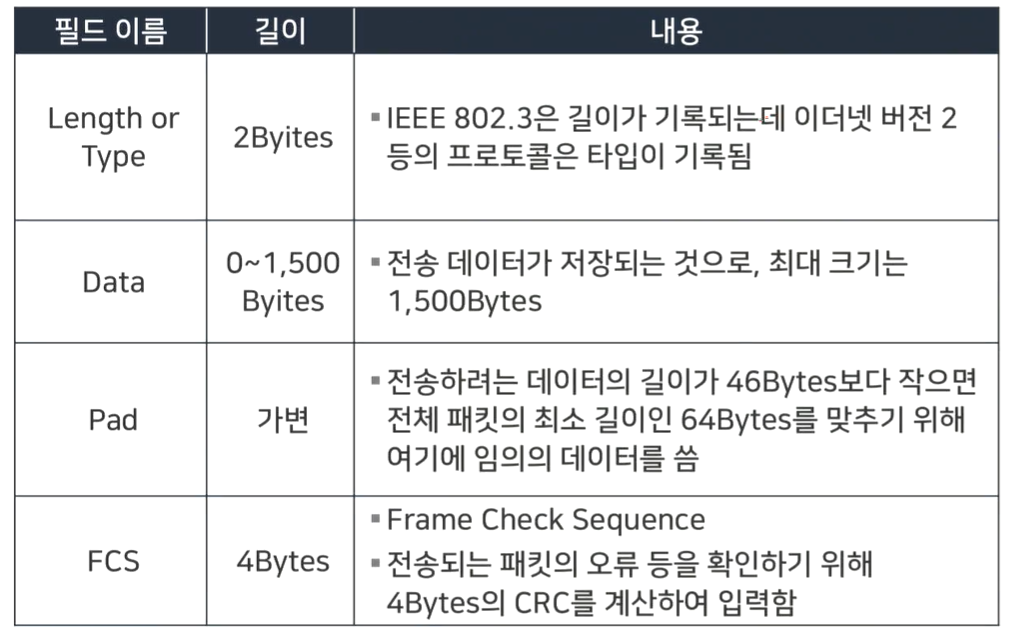 필드 이름
길이
내용
Length or
Type
2Byites
▪IEEE 802.3은 길이가 기록되는데 이더넷 버전 2
등의 프로토콜은 타입이 기록됨
Data
0~1,500
Byites
▪전송 데이터가 저장되는 것으로, 최대 크기는
1,500Bytes
Pad
가변
▪전송하려는 데이터의 길이가 46Bytes보다 작으면
전체 패킷의 최소 길이인 64Bytes를 맞추기 위해
여기에 임의의 데이터를 씀
FCS
4Bytes
▪Frame Check Sequence
▪전송되는 패킷의 오류 등을 확인하기 위해
4Bytes의 CRC를 계산하여 입력함